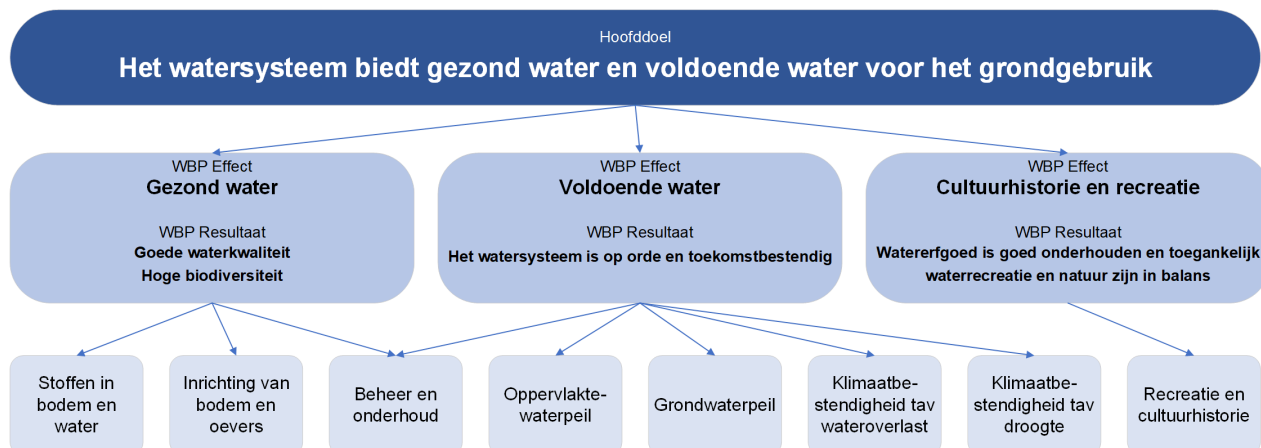 Hoofddoel
Het watersysteem biedt gezond water en voldoende water voor het grondgebruik
WBP Effect
Gezond water
WBP Resultaat
Goede waterkwaliteit
Hoge biodiversiteit
WBP Effect
Voldoende water
WBP Resultaat
Het watersysteem is op orde en toekomstbestendig
WBP Effect
Cultuurhistorie en recreatie
WBP Resultaat
Watererfgoed is goed onderhouden en toegankelijk
waterrecreatie en natuur zijn in balans
Stoffen in
bodem en
water
Inrichting van
bodem en
oevers
Beheer en
onderhoud
Oppervlakte-
waterpeil
Grondwaterpeil
Klimaatbe-
stendigheid tav
wateroverlast
Klimaatbe-
stendigheid tav
droogte
Recreatie en
cultuurhistorie